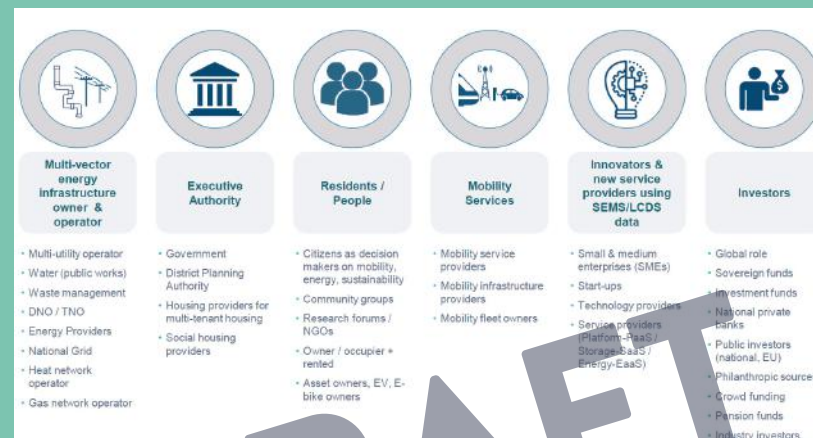 Multi-vector
energy
infrastructure
owner &
operator
• Multi-utility operator
• Water (public works)
• Waste management
• DNO / TNO
• Energy Providers
• National Grid
• Heat network
operator
• Gas network operator
Executive
Authority
• Government
• District Planning
Authority
• Housing providers for
multi-tenant housing
• Social housing
providers
Residents /
People
• Citizens as decision
makers on mobility,
energy, sustainability
• Community groups
• Research forums /
NGOs
• Owner / occupier +
rented
• Asset owners, EV, E-
bike owners
Mobility
Services
• Mobility service
providers
• Mobility infrastructure
providers
• Mobility fleet owners
Innovators &
new service
providers using
SEMS/LCDS
data
• Small & medium
enterprises (SMEs)
• Start-ups
• Technology providers
• Service providers
(Platform-PaaS /
Storage-SaaS /
Energy-EaaS)
Investors
• Global role
• Sovereign funds
• Investment funds
• National private
banks
• Public investors
(national, EU)
• Philanthropic source
• Crowd funding
• Pension funds
• Industry investors
$
DRAFT